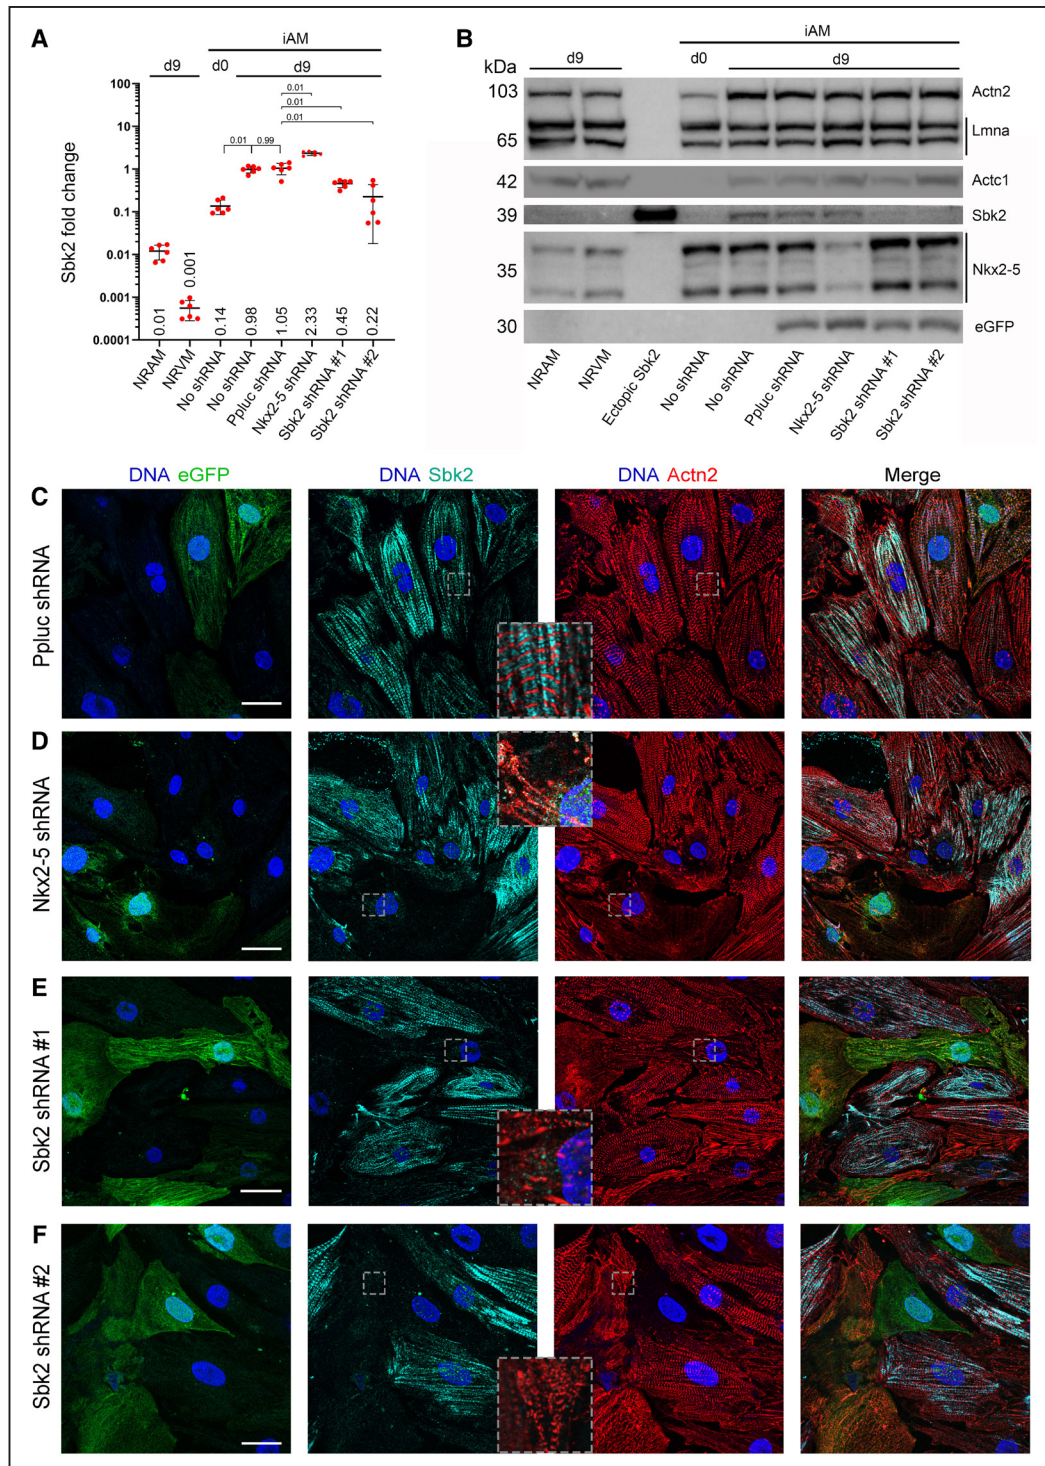 A
iAM
d9 d0 d9
Sbk2 fold change
100
10
1
0.1
0.01
0.001
0.0001
0.01
0.01
0.01
0.01 0.99
0.001
0.01 0.14 0.98 1.05 2.33 0.45 0.22
NRAM
NRVM
No shRNA
No shRNA
Ppluc shRNA
Nkx2-5 shRNA
Sbk2 shRNA #1
Sbk2 shRNA #2
B
iAM
d9 d0 d9
kDa
103 Actn2
Lmna
65
42 Actc1
39 Sbk2
35 Nkx2-5
30 eGFP
NRAM
NRVM
Ectopic Sbk2
No shRNA
No shRNA
Ppluc shRNA
Nkx2-5 shRNA
Sbk2 shRNA #1
Sbk2 shRNA #2
DNA eGFP DNA Sbk2 DNA Actn2 Merge
C
Ppluc shRNA
D
Nkx2-5 shRNA
E
Sbk2 shRNA #1
F
Sbk2 shRNA #2